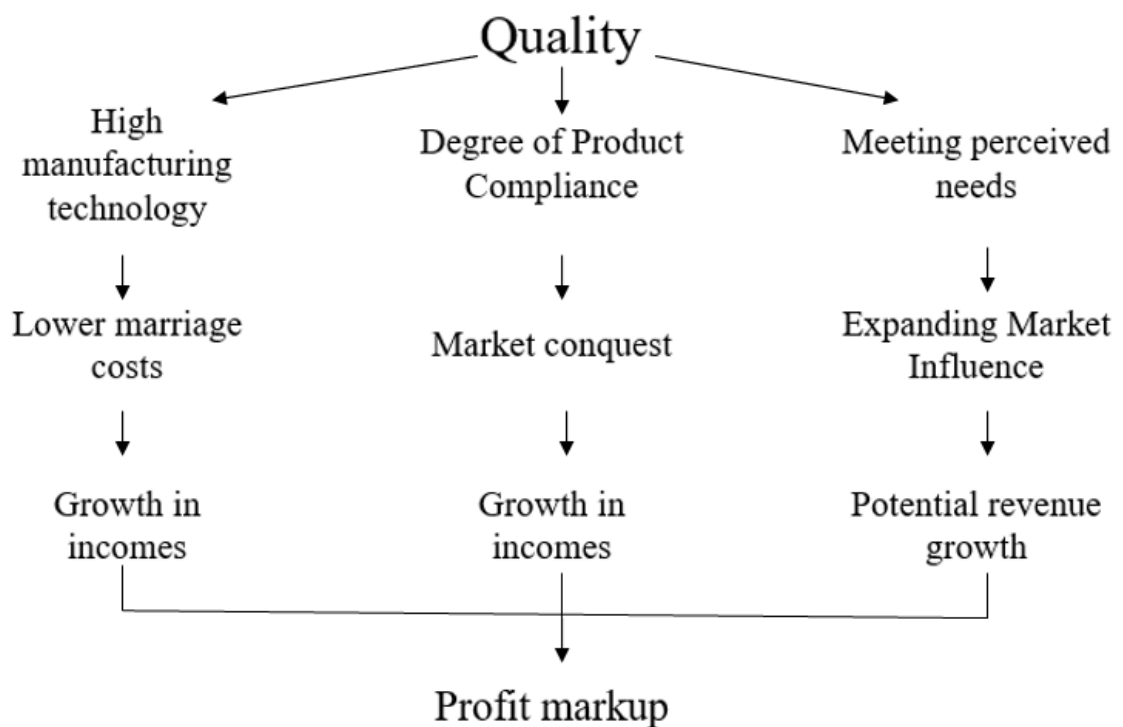 Quality
High
manufacturing
technology
Degree of Product
Compliance
Meeting perceived
needs
Lower marriage
costs
Market conquest
Expanding Market
Influence
Growth in
incomes
Growth in
incomes
Potential revenue
growth
Profit markup